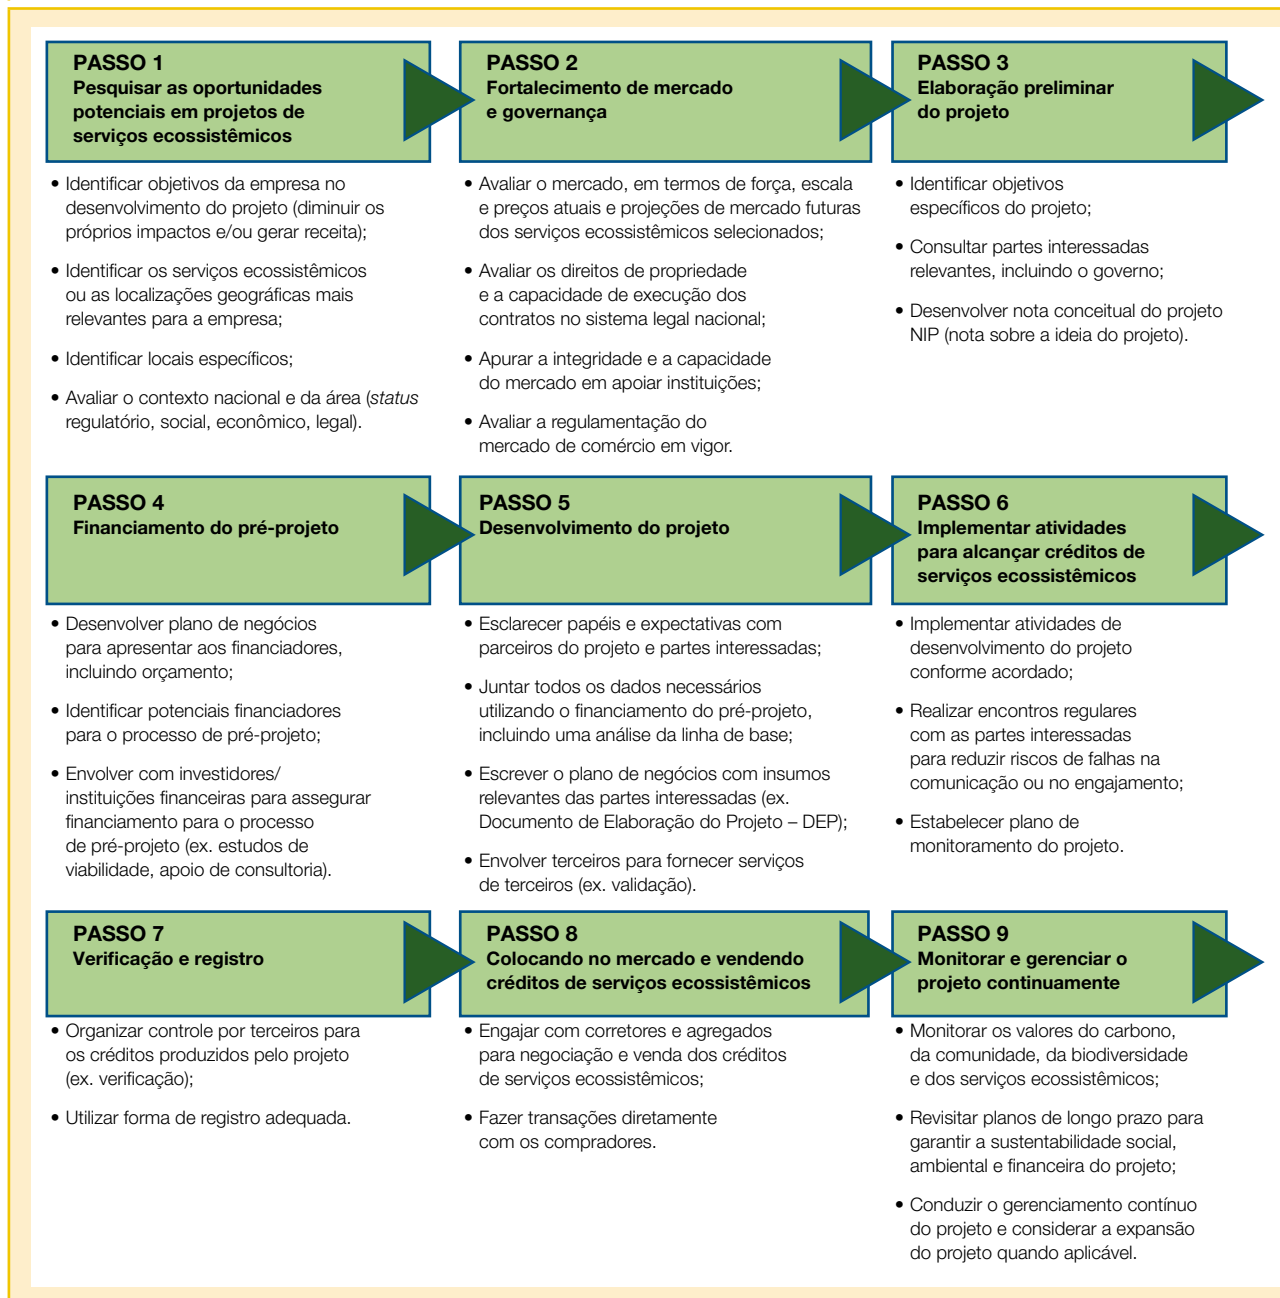 PASSO 1
Pesquisar as oportunidades
potenciais em projetos de
serviços ecossistêmicos
• Identificar objetivos da empresa no
desenvolvimento do projeto (diminuir os
próprios impactos e/ou gerar receita);
• Identificar os serviços ecossistêmicos
ou as localizações geográficas mais
relevantes para a empresa;
• Identificar locais específicos;
• Avaliar o contexto nacional e da área (status
regulatório, social, econômico, legal).
PASSO 2
Fortalecimento de mercado
e governança
• Avaliar o mercado, em termos de força, escala
e preços atuais e projeções de mercado futuras
dos serviços ecossistêmicos selecionados;
• Avaliar os direitos de propriedade
e a capacidade de execução dos
contratos no sistema legal nacional;
• Apurar a integridade e a capacidade
do mercado em apoiar instituições;
• Avaliar a regulamentação do
mercado de comércio em vigor.
PASSO 3
Elaboração preliminar
do projeto
• Identificar objetivos
específicos do projeto;
• Consultar partes interessadas
relevantes, incluindo o governo;
• Desenvolver nota conceitual do projeto
NIP (nota sobre a ideia do projeto).
PASSO 4
Financiamento do pré-projeto
• Desenvolver plano de negócios
para apresentar aos financiadores,
incluindo orçamento;
• Identificar potenciais financiadores
para o processo de pré-projeto;
• Envolver com investidores/
instituições financeiras para assegurar
financiamento para o processo
de pré-projeto (ex. estudos de
viabilidade, apoio de consultoria).
PASSO 5
Desenvolvimento do projeto
• Esclarecer papéis e expectativas com
parceiros do projeto e partes interessadas;
• Juntar todos os dados necessários
utilizando o financiamento do pré-projeto,
incluindo uma análise da linha de base;
• Escrever o plano de negócios com insumos
relevantes das partes interessadas (ex.
Documento de Elaboração do Projeto – DEP);
• Envolver terceiros para fornecer serviços
de terceiros (ex. validação).
PASSO 6
Implementar atividades
para alcançar créditos de
serviços ecossistêmicos
• Implementar atividades de
desenvolvimento do projeto
conforme acordado;
• Realizar encontros regulares
com as partes interessadas
para reduzir riscos de falhas na
comunicação ou no engajamento;
• Estabelecer plano de
monitoramento do projeto.
PASSO 7
Verificação e registro
• Organizar controle por terceiros para
os créditos produzidos pelo projeto
(ex. verificação);
• Utilizar forma de registro adequada.
PASSO 8
Colocando no mercado e vendendo
créditos de serviços ecossistêmicos
• Engajar com corretores e agregados
para negociação e venda dos créditos
de serviços ecossistêmicos;
• Fazer transações diretamente
com os compradores.
PASSO 9
Monitorar e gerenciar o
projeto continuamente
• Monitorar os valores do carbono,
da comunidade, da biodiversidade
e dos serviços ecossistêmicos;
• Revisitar planos de longo prazo para
garantir a sustentabilidade social,
ambiental e financeira do projeto;
• Conduzir o gerenciamento contínuo
do projeto e considerar a expansão
do projeto quando aplicável.